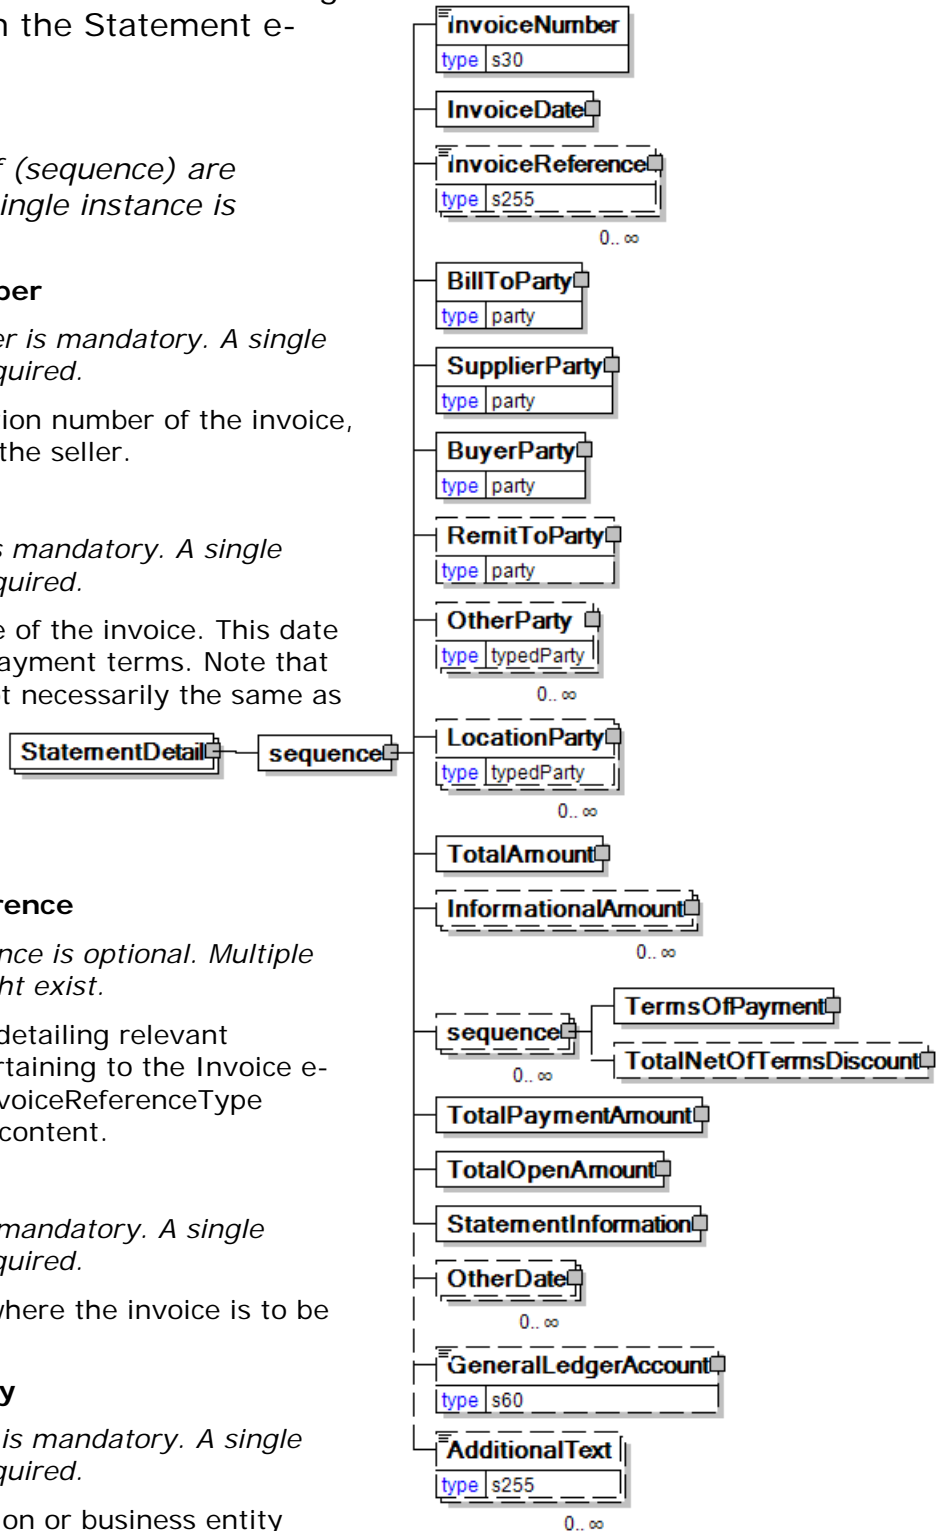 n the Statement e-
f (sequence) are
ingle instance is
ber
er is mandatory. A single
quired.
tion number of the invoice,
the seller.
s mandatory. A single
quired.
e of the invoice. This date
payment terms. Note that
t necessarily the same as
rence
nce is optional. Multiple
ht exist.
detailing relevant
rtaining to the Invoice e-
voiceReferenceType
content.
mandatory. A single
quired.
where the invoice is to be
y
is mandatory. A single
quired.
on or business entity
StatementDetail
sequence
InvoiceNumber
type s30
InvoiceDate
InvoiceReference
type s255
0.. ∞
BillToParty
type party
SupplierParty
type party
BuyerParty
type party
RemitToParty
type party
OtherParty
type typedParty
0.. ∞
LocationParty
type typedParty
0.. ∞
TotalAmount
InformationalAmount
0.. ∞
sequence
0.. ∞
TermsOfPayment
TotalNetOfTermsDiscount
TotalPaymentAmount
TotalOpenAmount
StatementInformation
OtherDate
0.. ∞
GeneralLedgerAccount
type s60
AdditionalText
type s255
0.. ∞